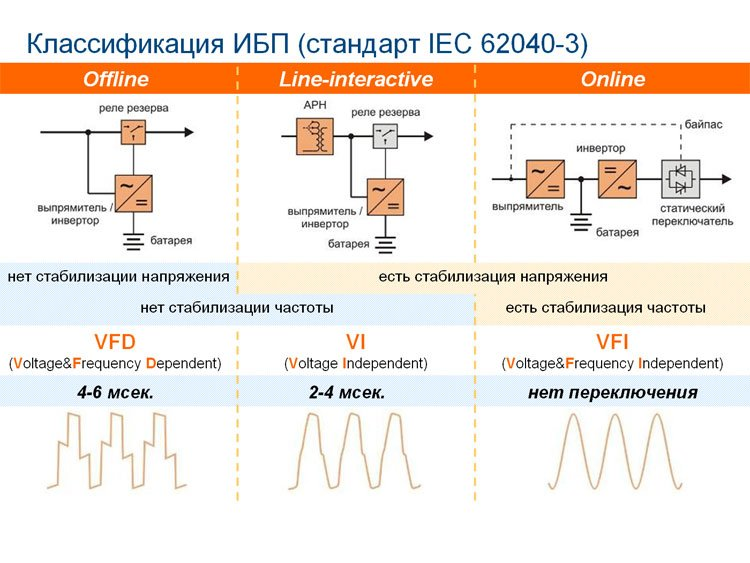 Классификация ИБП (стандарт IEC 62040-3)
Offline
Line-interactive
Online
реле резерва
выпрямитель /
инвертор
батарея
АРН
реле резерва
выпрямитель /
инвертор
батарея
байпас
инвертор
выпрямитель
батарея
статический
переключатель
нет стабилизации напряжения
есть стабилизация напряжения
нет стабилизации частоты
есть стабилизация частоты
VFD
(Voltage&Frequency Dependent)
VI
(Voltage Independent)
VFI
(Voltage&Frequency Independent)
4-6 мсек.
2-4 мсек.
нет переключения